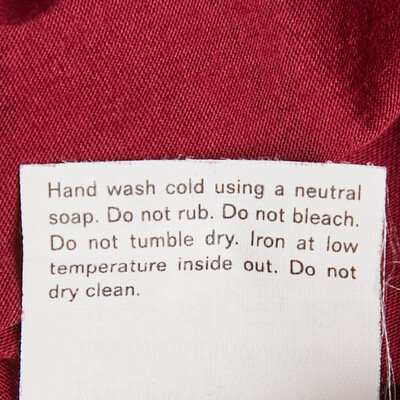 Hand wash cold using a neutral
soap. Do not rub. Do not bleach.
Do not tumble dry. Iron at low
temperature inside out. Do not
dry clean.